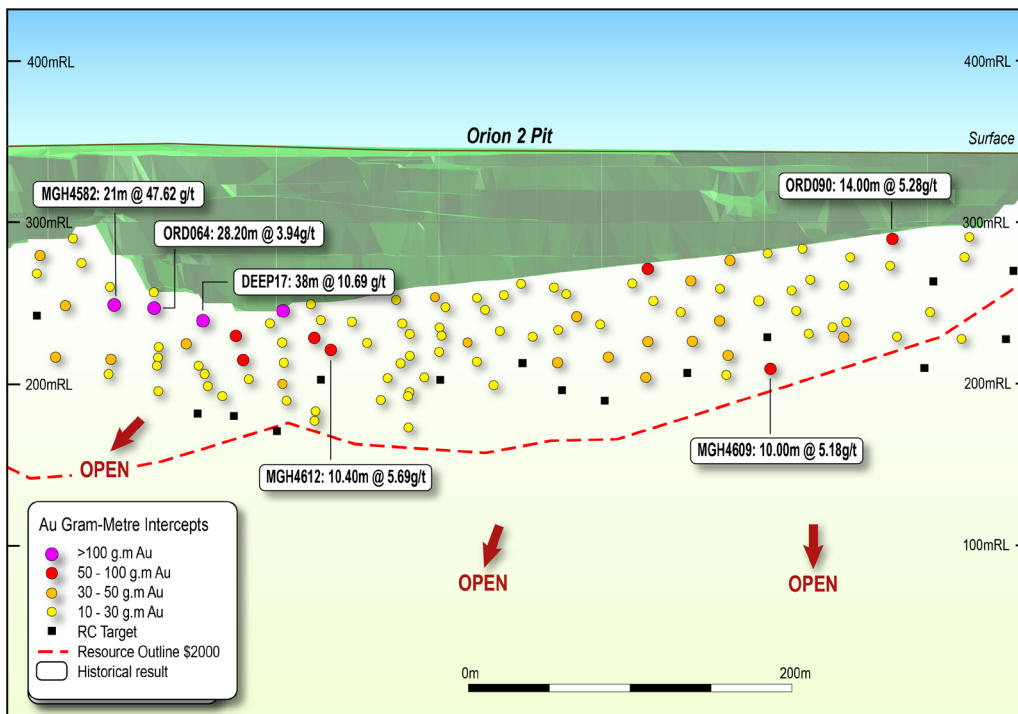 400mRL
400mRL
Orion 2 Pit
Surface
MGH4582: 21m @ 47.62 g/t
ORD090: 14.00m @ 5.28g/t
300mRL
300mRL
ORD064: 28.20m @ 3.94g/t
DEEP17: 38m @ 10.69 g/t
200mRL
200mRL
OPEN
MGH4612: 10.40m @ 5.69g/t
MGH4609: 10.00m @ 5.18g/t
Au Gram-Metre Intercepts
>100 g.m Au
50 - 100 g.m Au
30 - 50 g.m Au
10 - 30 g.m Au
RC Target
Resource Outline $2000
Historical result
100mRL
100mRL
OPEN
OPEN
0m
200m